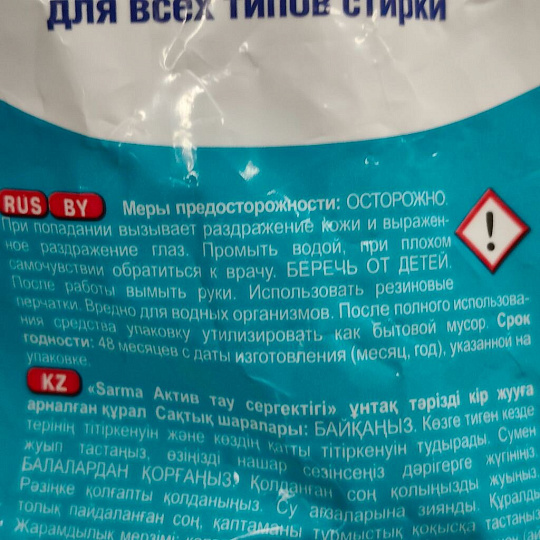 для всех типов стирки
RUS BY Меры предосторожности: ОСТОРОЖНО.
При попадании вызывает раздражение кожи и выражен-
ное раздражение глаз. Промыть водой, при плохом
самочувствии обратиться к врачу. БЕРЕЧЬ ОТ ДЕТЕЙ.
После работы вымыть руки. Использовать резиновые
перчатки. Вредно для водных организмов. После полного использова-
ния средства упаковку утилизировать как бытовой мусор. Срок
годности: 48 месяцев с даты изготовления (месяц, год), указанной на
упаковке.
KZ «Sarma Актив тау сергектігі» ұнтақ тәрізді кір жууға
арналған құрал Сақтық шаралары: БАЙҚАҢЫЗ. Көзге тиген кезде
терінің тітіркенуін және көздің қатты тітіркенуін тудырады. Сумен
жуып тастаңыз, өзіңізді нашар сезінсеңіз дәрігерге жүгініңіз.
БАЛАЛАРДАН ҚОРҒАҢЫЗ. Қолданған соң қолыңызды жуыңыз.
Резіңке қолғапты қолданыңыз. Су ағзаларына зиянды. Құралды
толық пайдаланған соң, қаптаманы тұрмыстық қоқысқа тастаңыз
Жарамдылық мерзімі: